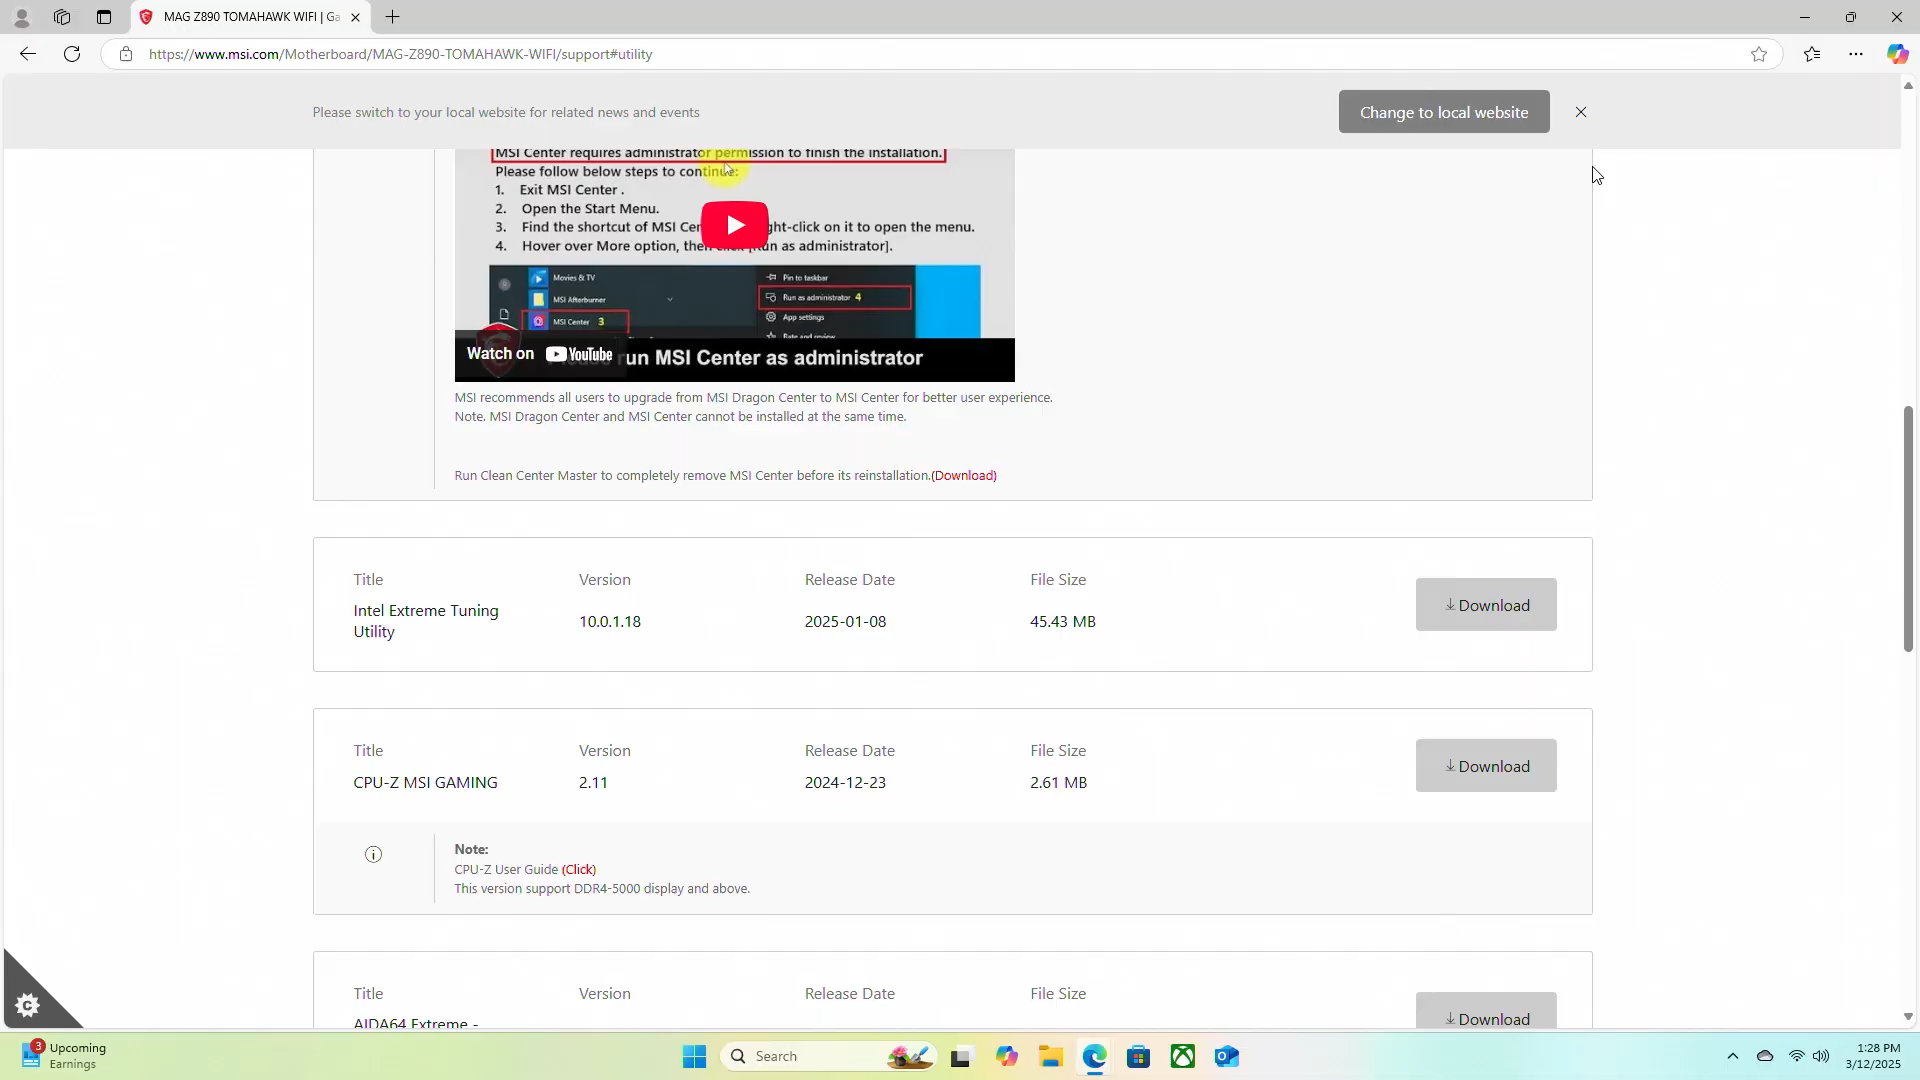 MAG Z890 TOMAHAWK WIFI | Ga
https://www.msi.com/Motherboard/MAG-Z890-TOMAHAWK-WIFI/support#utility
Please switch to your local website for related news and events
Change to local website
MSI Center requires administrator permission to finish the installation.
Please follow below steps to continue:
1. Exit MSI Center .
2. Open the Start Menu.
3. Find the shortcut of MSI Cen ght-click on it to open the menu.
4. Hover over More option, then click [Run as administrator].
Movies & TV
Pin to taskbar
MSI Afterburner
Run as administrator 4
App settings
MSI Center 3
Rate and review
Watch on YouTube run MSI Center as administrator
MSI recommends all users to upgrade from MSI Dragon Center to MSI Center for better user experience.
Note. MSI Dragon Center and MSI Center cannot be installed at the same time.
Run Clean Center Master to completely remove MSI Center before its reinstallation.(Download)
Title Version Release Date File Size
Intel Extreme Tuning
Utility
10.0.1.18 2025-01-08 45.43 MB
Download
Title Version Release Date File Size
CPU-Z MSI GAMING 2.11 2024-12-23 2.61 MB
Download
Note:
CPU-Z User Guide (Click)
This version support DDR4-5000 display and above.
Title Version Release Date File Size
AIDA64 Extreme -
Download
3
Upcoming
Earnings
Search
1:28 PM
3/12/2025